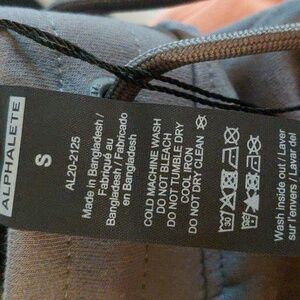 ALPHALETE
S
AL20-2125
Made in Bangladesh /
Fabriqué au
Bangladesh / Fabricado
en Bangladesh
COLD MACHINE WASH
DO NOT BLEACH
DO NOT TUMBLE DRY
COOL IRON
DO NOT DRY CLEAN
30
Wash Inside out / Laver
sur l'envers / Lavar del